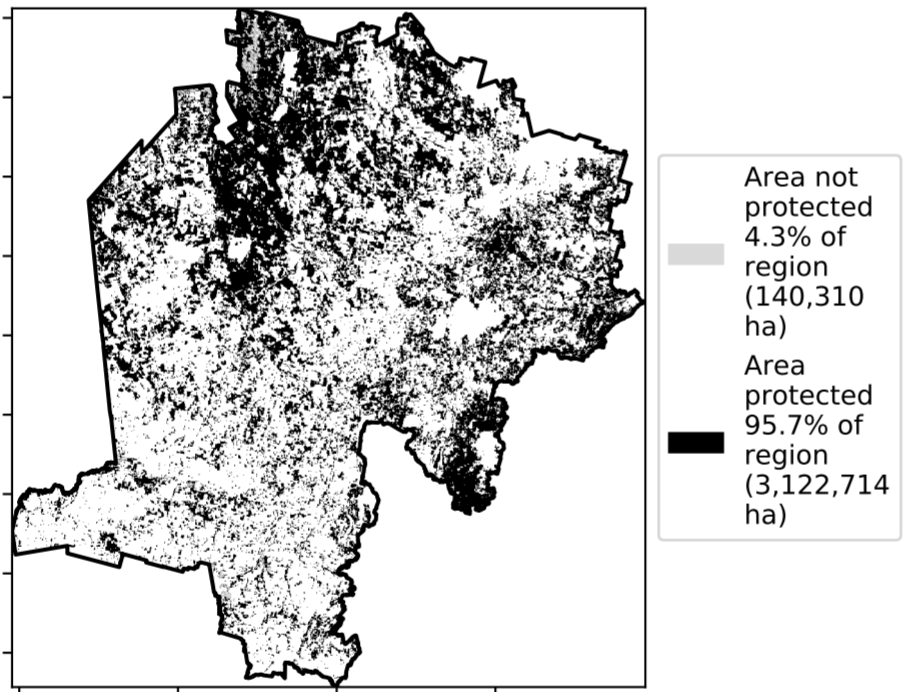 Area not
protected
4.3% of
region
(140,310
ha)
Area
protected
95.7% of
region
(3,122,714
ha)